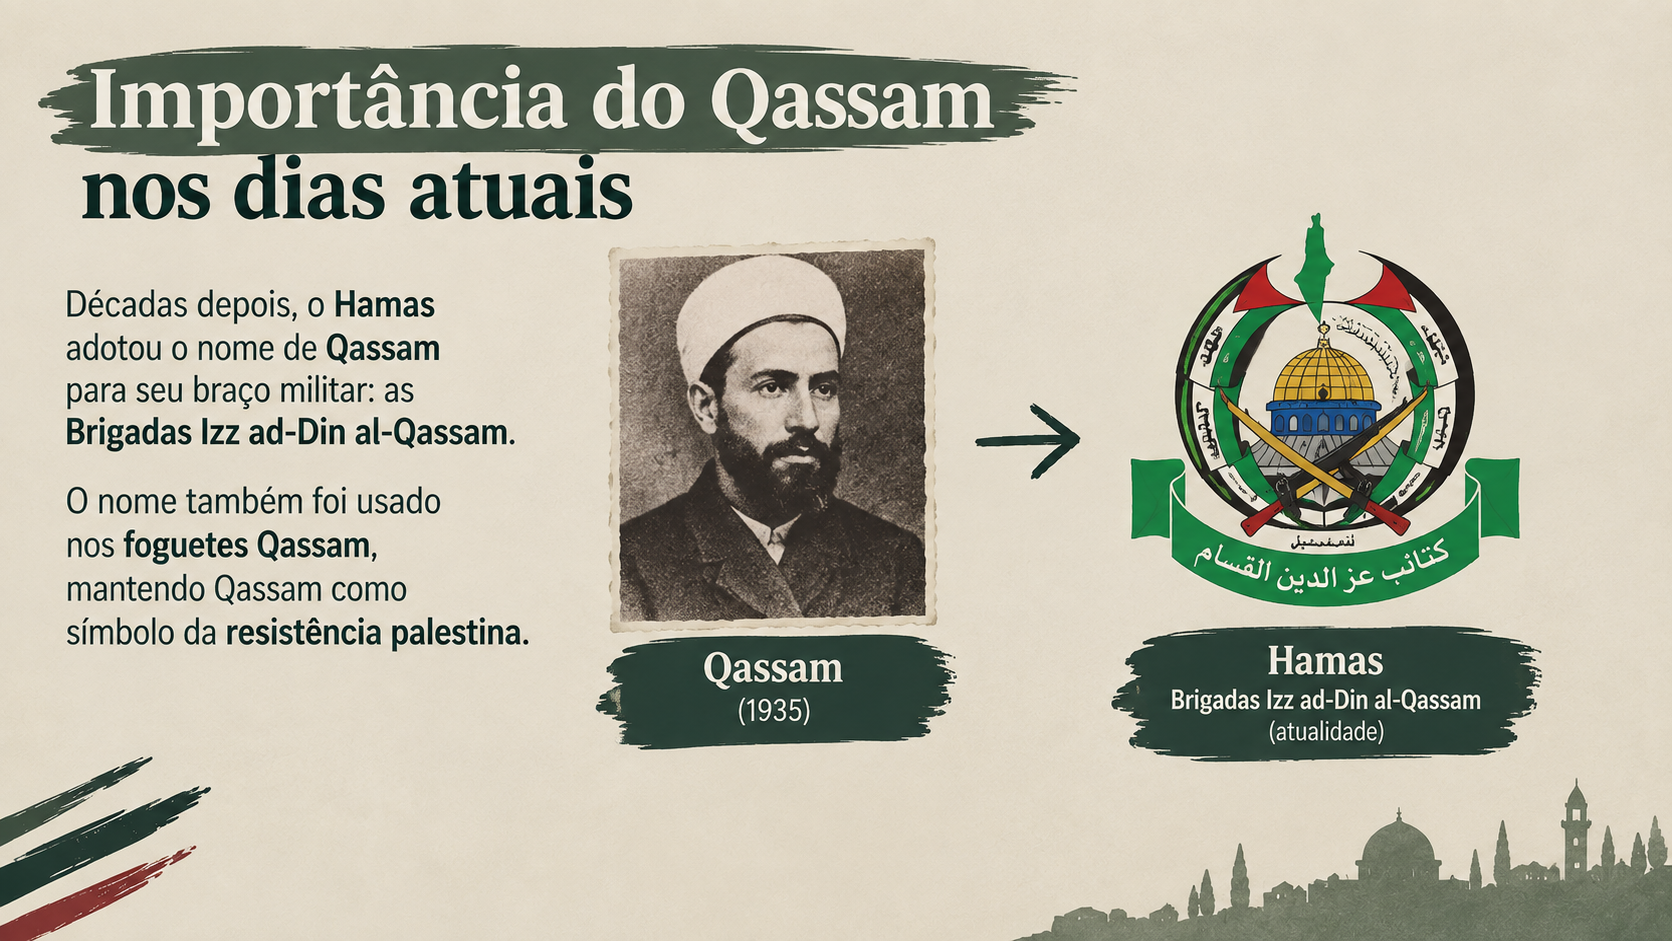 Importância do Qassam
nos dias atuais
Décadas depois, o Hamas
adotou o nome de Qassam
para seu braço militar: as
Brigadas Izz ad-Din al-Qassam.
O nome também foi usado
nos foguetes Qassam,
mantendo Qassam como
símbolo da resistência palestina.
Qassam
(1935)
كتائب عز الدين القسام
Hamas
Brigadas Izz ad-Din al-Qassam
(atualidade)